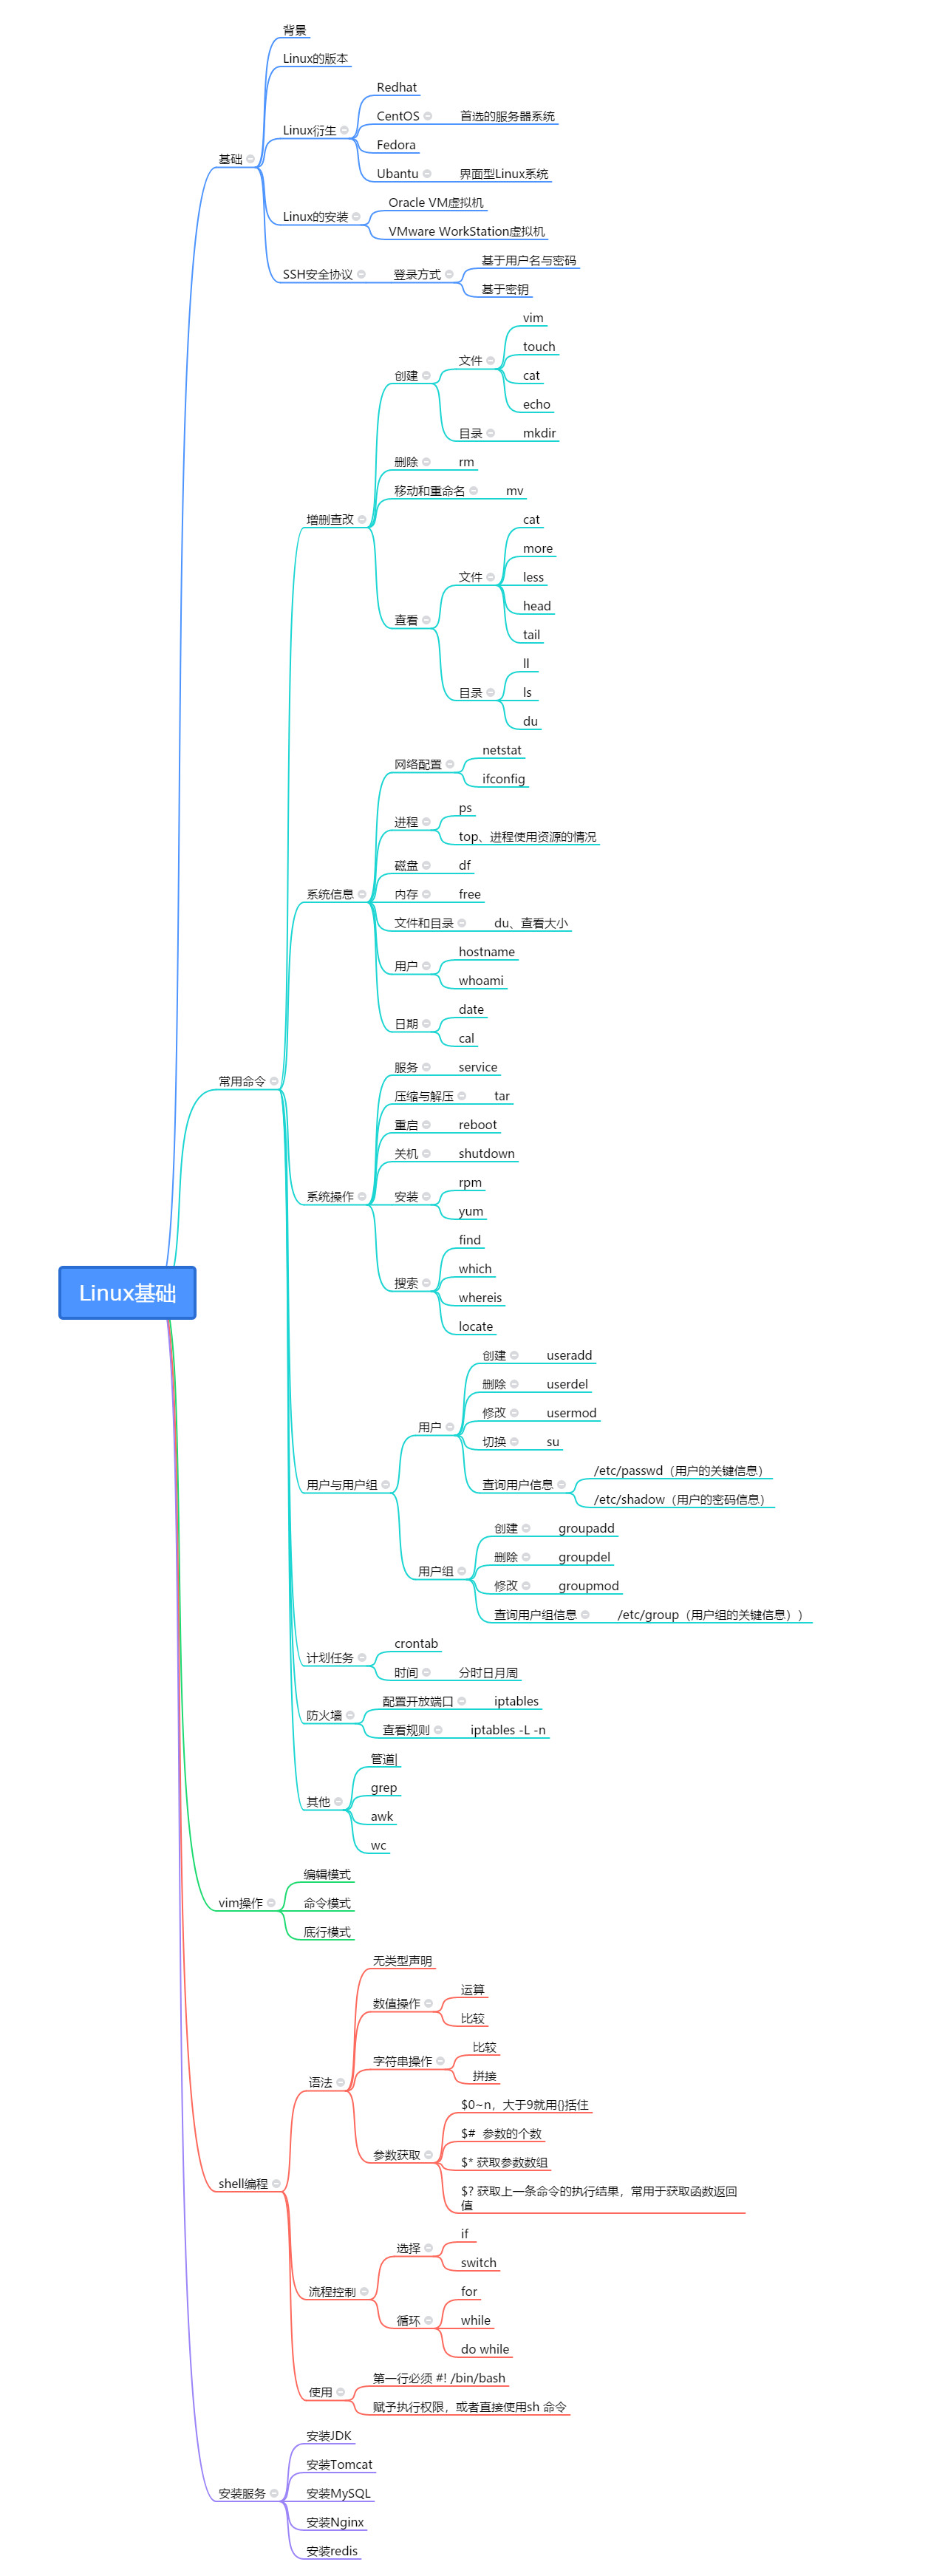 背景
Linux的版本
Redhat
CentOS 首选的服务器系统
Linux衍生
Fedora
基础
Ubantu 界面型Linux系统
Oracle VM虚拟机
Linux的安装
VMware WorkStation虚拟机
基于用户名与密码
SSH安全协议 登录方式
基于密钥
vim
touch
文件
创建
cat
echo
目录 mkdir
删除 rm
移动和重命名 mv
增删查改
cat
more
文件 less
head
查看
tail
ll
目录 ls
du
netstat
网络配置
ifconfig
ps
进程
top、进程使用资源的情况
磁盘 df
系统信息 内存 free
文件和目录 du、查看大小
hostname
用户
whoami
date
日期
cal
服务 service
常用命令
压缩与解压 tar
重启 reboot
关机 shutdown
rpm
系统操作 安装
yum
find
which
搜索
whereis
Linux基础
locate
创建 useradd
删除 userdel
修改 usermod
用户
切换 su
/etc/passwd（用户的关键信息）
用户与用户组 查询用户信息
/etc/shadow（用户的密码信息）
创建 groupadd
删除 groupdel
用户组
修改 groupmod
查询用户组信息 /etc/group（用户组的关键信息））
crontab
计划任务
时间 分时日月周
配置开放端口 iptables
防火墙
查看规则 iptables -L -n
管道|
grep
其他
awk
wc
编辑模式
vim操作 命令模式
底行模式
无类型声明
运算
数值操作
比较
比较
字符串操作
拼接
语法
$0~n，大于9就用{}括住
$# 参数的个数
参数获取
$* 获取参数数组
shell编程
$? 获取上一条命令的执行结果，常用于获取函数返回
值
if
选择
switch
for
流程控制
循环 while
do while
第一行必须 #! /bin/bash
使用
赋予执行权限，或者直接使用sh 命令
安装JDK
安装Tomcat
安装服务 安装MySQL
安装Nginx
安装redis